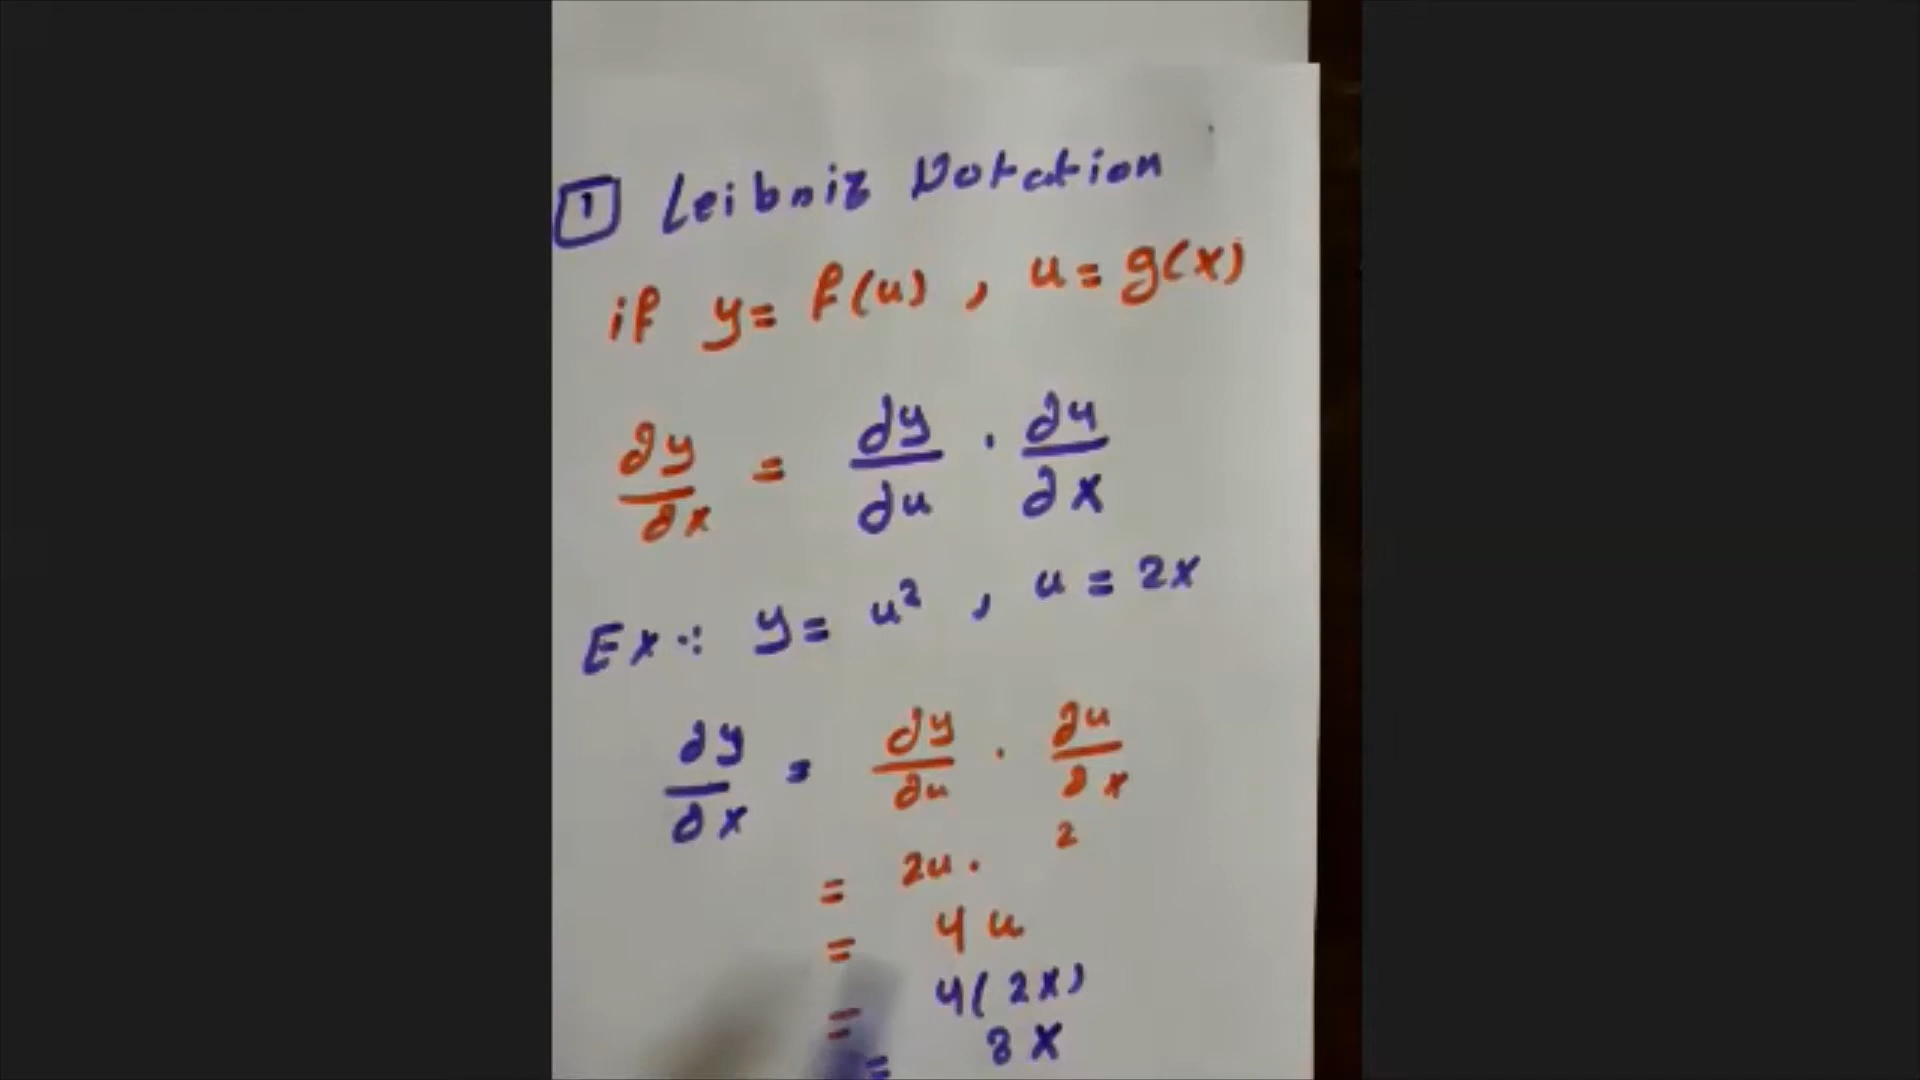 1 Leibniz Notation
if y = f(u) , u = g(x)
∂y/∂x = ∂y/∂u · ∂u/∂x
Ex: y = u² , u = 2x
∂y/∂x = ∂y/∂u · ∂u/∂x
= 2u · 2
= 4u
= 4(2x)
= 8x